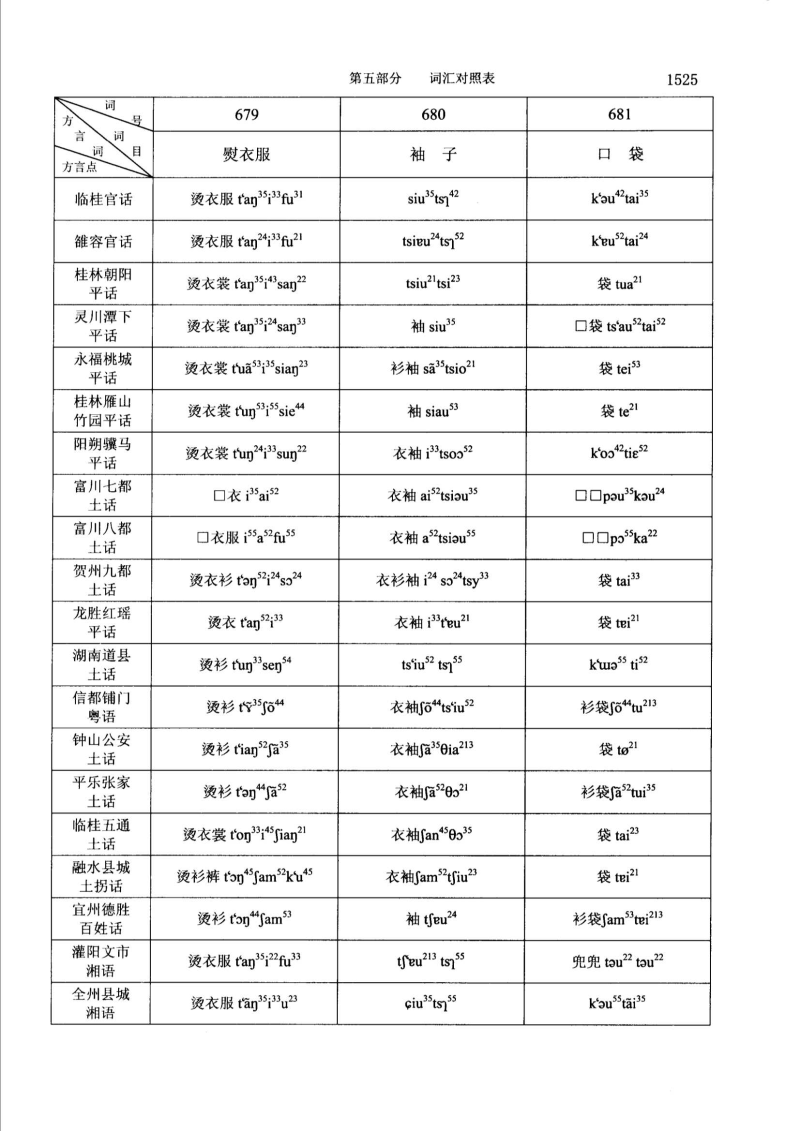 第五部分 词汇对照表 1525
词号 679 680 681
方言词目 方言点 熨衣服 袖子 口袋
临桂官话 烫衣服 tʻaŋ³⁵i³³fu³¹ siu³⁵tsʅ⁴² kʻəu⁴²tai³⁵
雒容官话 烫衣服 tʻaŋ²⁴i³³fu²¹ tsiɐu²⁴tsʅ⁵² kʻɐu⁵²tai²⁴
桂林朝阳平话 烫衣裳 tʻaŋ³⁵i⁴³saŋ²² tsiu²¹tsi²³ 袋 tua²¹
灵川潭下平话 烫衣裳 tʻaŋ³⁵i²⁴saŋ³³ 袖 siu³⁵ □袋 tsʻau⁵²tai⁵²
永福桃城平话 烫衣裳 tʻuã⁵³i³⁵siaŋ²³ 衫袖 sã³⁵tsio²¹ 袋 tei⁵³
桂林雁山竹园平话 烫衣裳 tʻuŋ⁵³i⁵⁵sie⁴⁴ 袖 siau⁵³ 袋 te²¹
阳朔骥马平话 烫衣裳 tʻuŋ²⁴i³³suŋ²² 衣袖 i³³tsoɔ⁵² kʻoɔ⁴²tiɛ⁵²
富川七都土话 □衣 i³⁵ai⁵² 衣袖 ai⁵²tsiəu³⁵ □□pəu³⁵kəu²⁴
富川八都土话 □衣服 i⁵⁵a⁵²fu⁵⁵ 衣袖 a⁵²tsiəu⁵⁵ □□pɔ⁵⁵ka²²
贺州九都土话 烫衣衫 tʻɔŋ⁵²i²⁴sɔ²⁴ 衣衫袖 i²⁴ sɔ²⁴tsy³³ 袋 tai³³
龙胜红瑶平话 烫衣 tʻaŋ⁵²i³³ 衣袖 i³³tʻɐu²¹ 袋 tɐi²¹
湖南道县土话 烫衫 tʻuŋ³³seŋ⁵⁴ tsʻiu⁵² tsʅ⁵⁵ kʻɯə⁵⁵ ti⁵²
信都铺门粤语 烫衫 tʻɤ̃³⁵ʃõ⁴⁴ 衣袖ʃõ⁴⁴tsʻiu⁵² 衫袋ʃõ⁴⁴tu²¹³
钟山公安土话 烫衫 tʻiaŋ⁵²ʃã³⁵ 衣袖ʃã³⁵θia²¹³ 袋 tø²¹
平乐张家土话 烫衫 tʻəŋ⁴⁴ʃã⁵² 衣袖ʃã⁵²θɔ²¹ 衫袋ʃã⁵²tui³⁵
临桂五通土话 烫衣裳 tʻoŋ³³i⁴⁵ʃiaŋ²¹ 衣袖ʃan⁴⁵θɔ³⁵ 袋 tai²³
融水县城土拐话 烫衫裤 tʻɔŋ⁴⁵ʃam⁵²kʻu⁴⁵ 衣袖ʃam⁵²tʃiu²³ 袋 tɐi²¹
宜州德胜百姓话 烫衫 tʻɔŋ⁴⁴ʃam⁵³ 袖 tʃɐu²⁴ 衫袋ʃam⁵³tɐi²¹³
灌阳文市湘语 烫衣服 tʻaŋ³⁵i²²fu³³ tʃʻɐu²¹³ tsʅ⁵⁵ 兜兜 təu²² təu²²
全州县城湘语 烫衣服 tʻãŋ³⁵i³³u²³ ɕiu³⁵tsʅ⁵⁵ kʻəu⁵⁵tãi³⁵